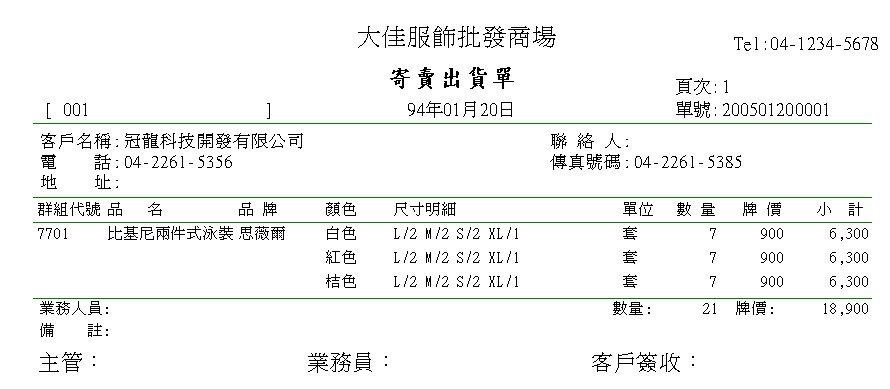 大佳服飾批發商場
Tel:04-1234-5678
寄賣出貨單
頁次:1
[ 001 ] 94年01月20日 單號:200501200001
客戶名稱:冠龍科技開發有限公司 聯 絡 人:
電 話:04-2261-5356 傳真號碼:04-2261-5385
地 址:
群組代號 品 名 品 牌 顏色 尺寸明細 單位 數 量 牌 價 小 計
7701 比基尼兩件式泳裝 思薇爾 白色 L/2 M/2 S/2 XL/1 套 7 900 6,300
紅色 L/2 M/2 S/2 XL/1 套 7 900 6,300
桔色 L/2 M/2 S/2 XL/1 套 7 900 6,300
業務人員: 數量: 21 牌價: 18,900
備 註:
主管： 業務員： 客戶簽收：